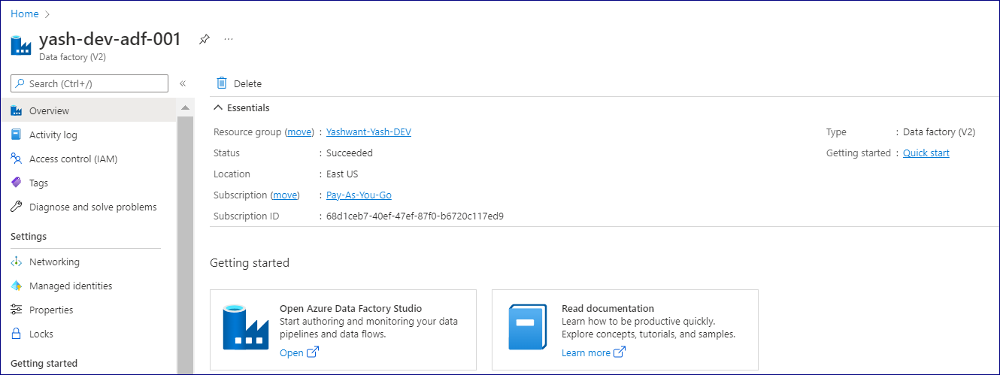 Home
yash-dev-adf-001
Data factory (V2)
Search (Ctrl+/)
«
Overview
Activity log
Access control (IAM)
Tags
Diagnose and solve problems
Settings
Networking
Managed identities
Properties
Locks
Getting started
Delete
Essentials
Resource group (move) : Yashwant-Yash-DEV
Status : Succeeded
Location : East US
Subscription (move) : Pay-As-You-Go
Subscription ID : 68d1ceb7-40ef-47ef-87f0-b6720c117ed9
Type : Data factory (V2)
Getting started : Quick start
Getting started
Open Azure Data Factory Studio
Start authoring and monitoring your data
pipelines and data flows.
Open
Read documentation
Learn how to be productive quickly.
Explore concepts, tutorials, and samples.
Learn more